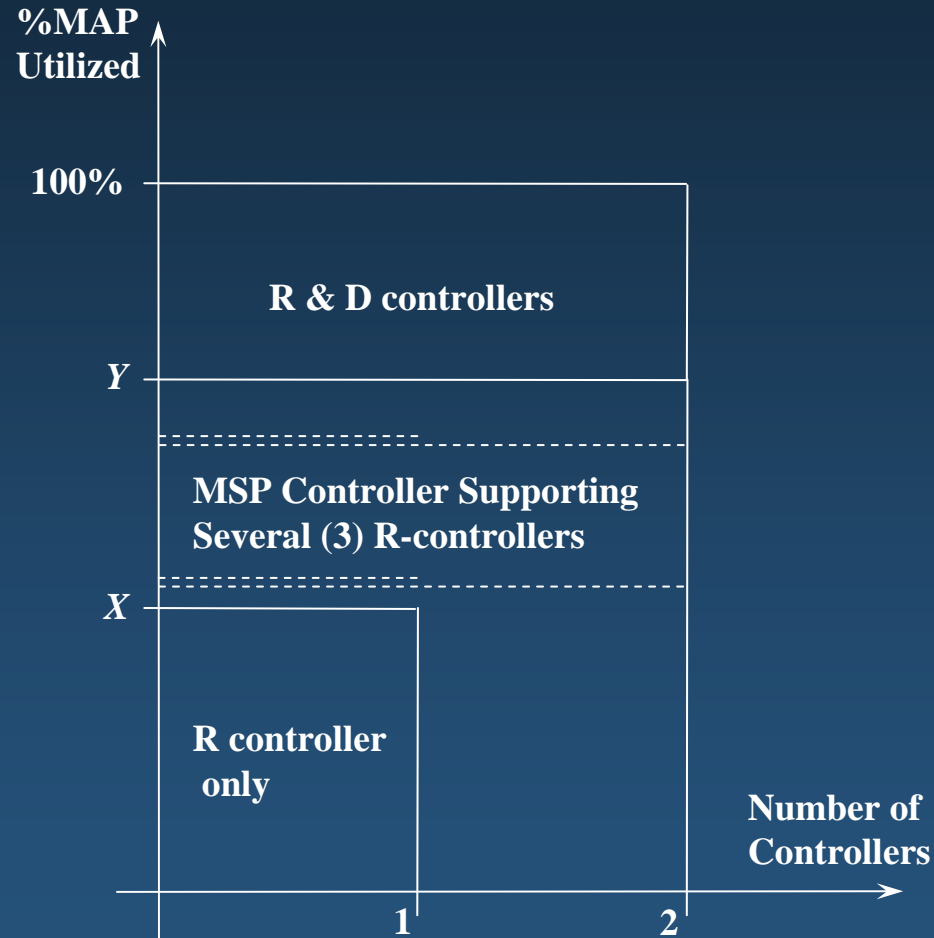 %MAP
Utilized
100%
R & D controllers
Y
MSP Controller Supporting
Several (3) R-controllers
X
R controller
only
Number of
Controllers
1
2